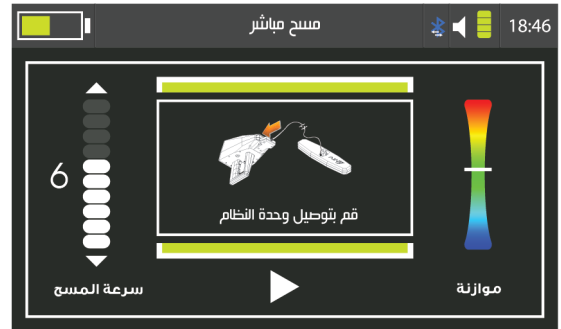 مسح مباشر
18:46
6
قم بتوصيل وحدة النظام
موازنة
سرعة المسح